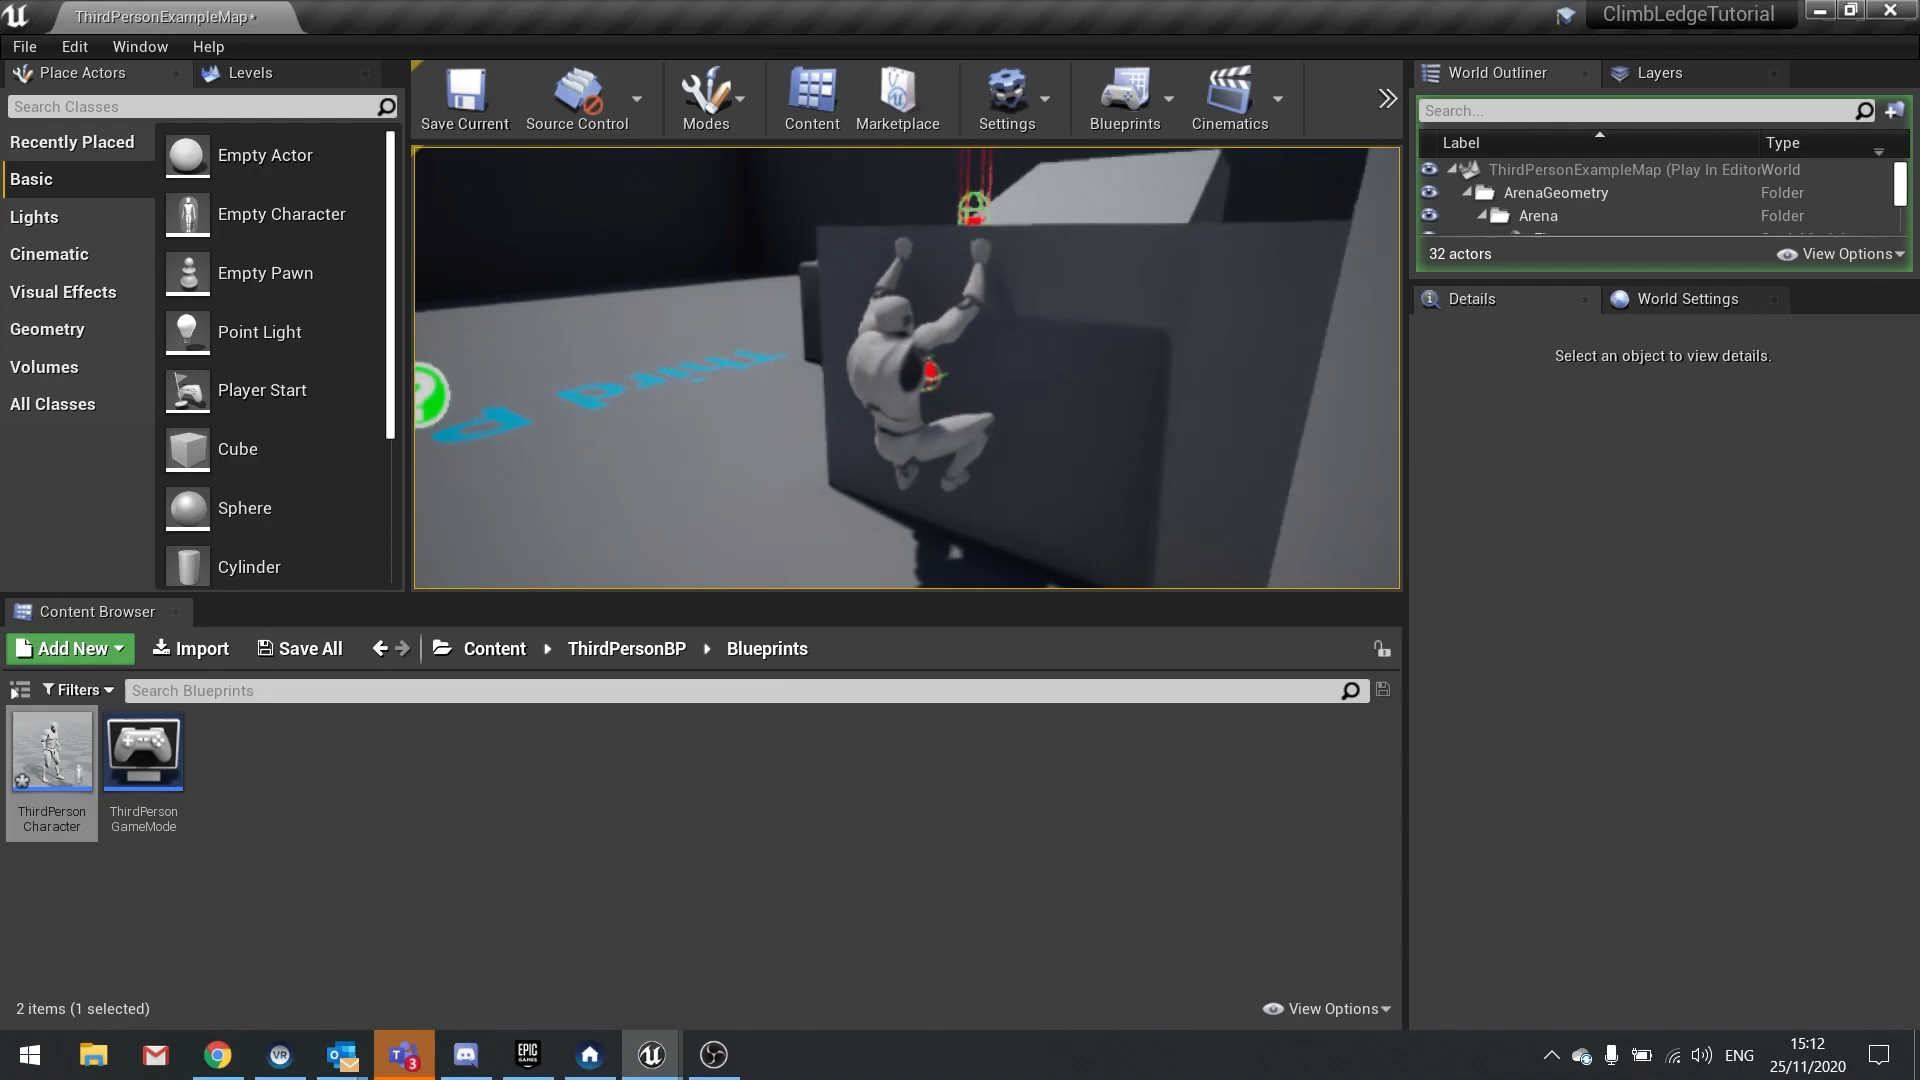 ThirdPersonExampleMap*
ClimbLedgeTutorial
File Edit Window Help
Place Actors
Levels
Search Classes
Recently Placed
Basic
Lights
Cinematic
Visual Effects
Geometry
Volumes
All Classes
Empty Actor
Empty Character
Empty Pawn
Point Light
Player Start
Cube
Sphere
Cylinder
Save Current
Source Control
Modes
Content
Marketplace
Settings
Blueprints
Cinematics
World Outliner
Layers
Search...
Label Type
ThirdPersonExampleMap (Play In Editor World
ArenaGeometry Folder
Arena Folder
32 actors
View Options
Details
World Settings
Select an object to view details.
Content Browser
Add New
Import
Save All
Content
ThirdPersonBP
Blueprints
Filters
Search Blueprints
ThirdPerson
Character
ThirdPerson
GameMode
2 items (1 selected)
View Options
VR
EPIC
GAMES
3
ENG
15:12
25/11/2020